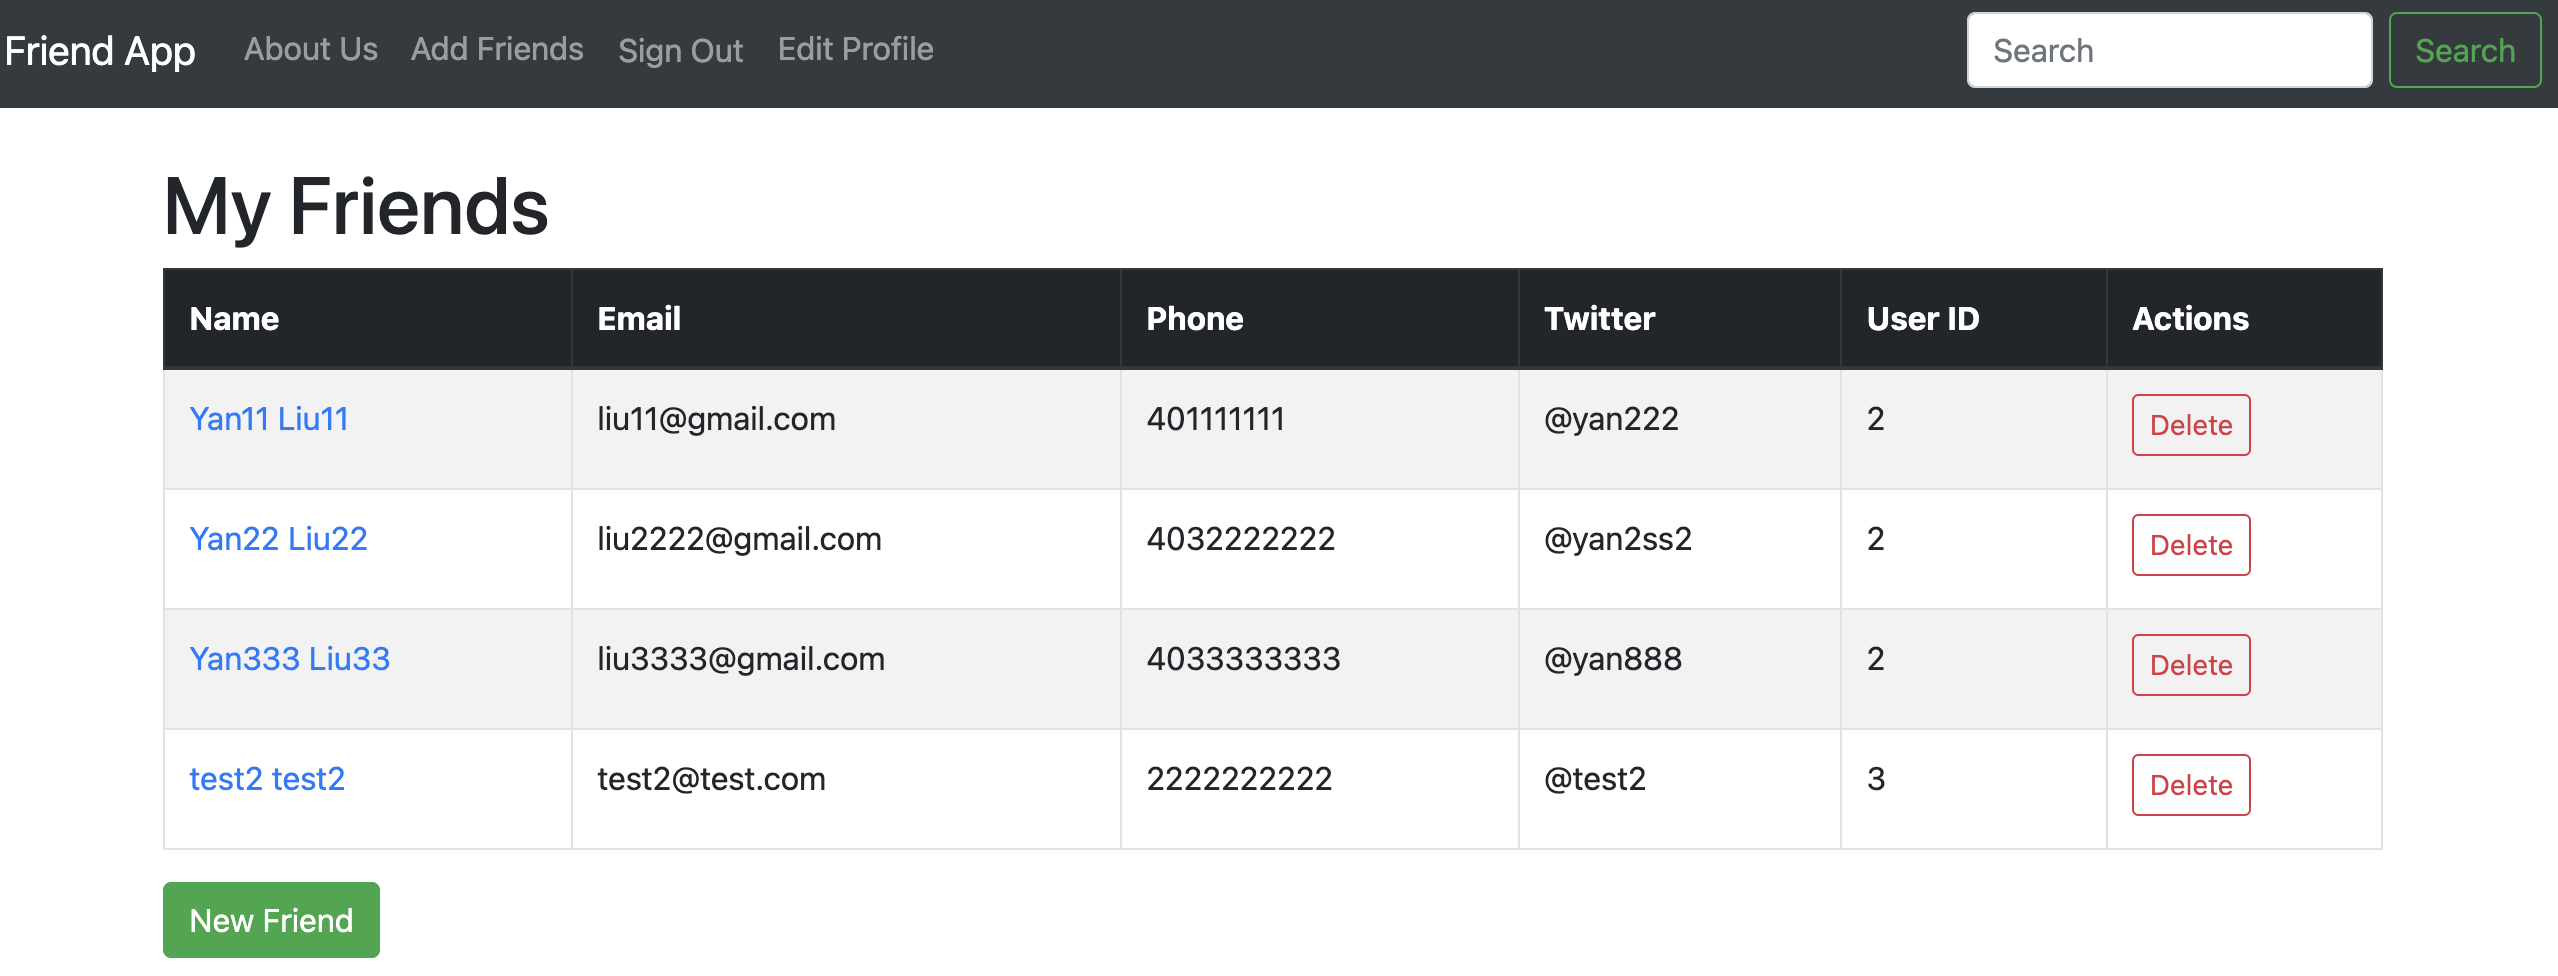 Friend App About Us Add Friends Sign Out Edit Profile Search Search
My Friends
Name Email Phone Twitter User ID Actions
Yan11 Liu11 liu11@gmail.com 401111111 @yan222 2 Delete
Yan22 Liu22 liu2222@gmail.com 4032222222 @yan2ss2 2 Delete
Yan333 Liu33 liu3333@gmail.com 4033333333 @yan888 2 Delete
test2 test2 test2@test.com 2222222222 @test2 3 Delete
New Friend